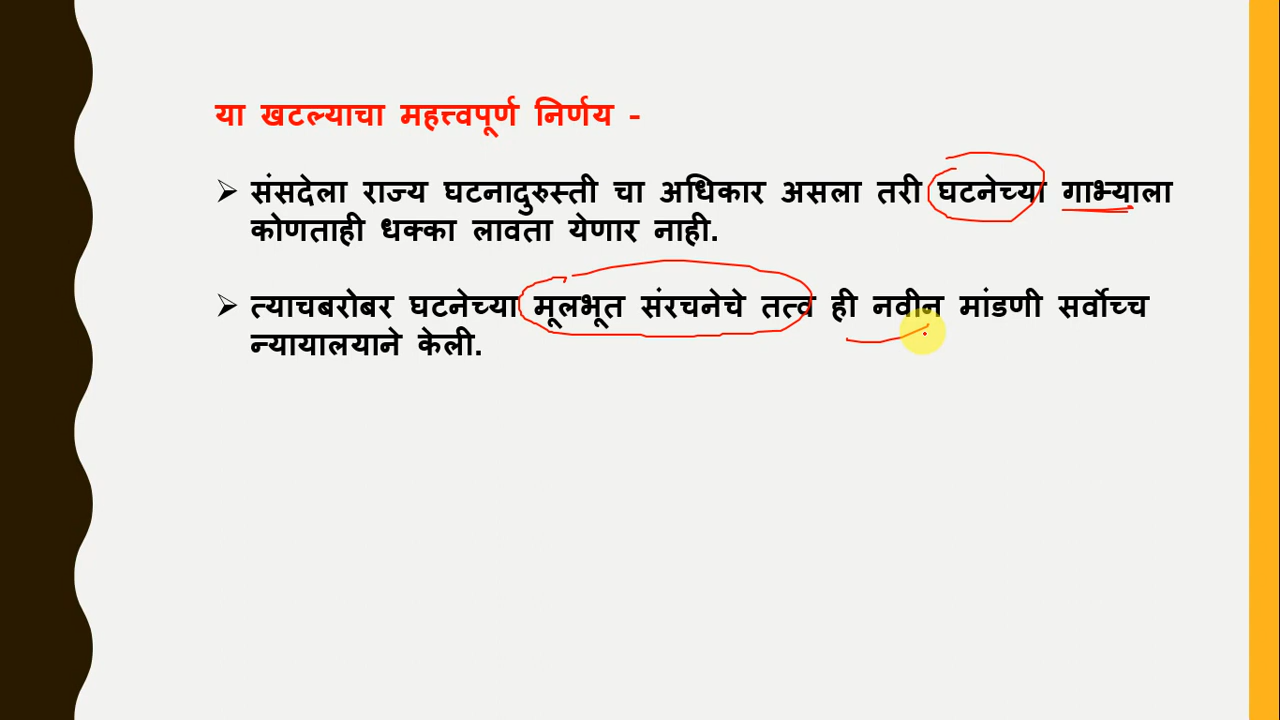 या खटल्याचा महत्त्वपूर्ण निर्णय -
संसदेला राज्य घटनादुरुस्ती चा अधिकार असला तरी घटनेच्या गाभ्याला
कोणताही धक्का लावता येणार नाही.
त्याचबरोबर घटनेच्या मूलभूत संरचनेचे तत्व ही नवीन मांडणी सर्वोच्च
न्यायालयाने केली.